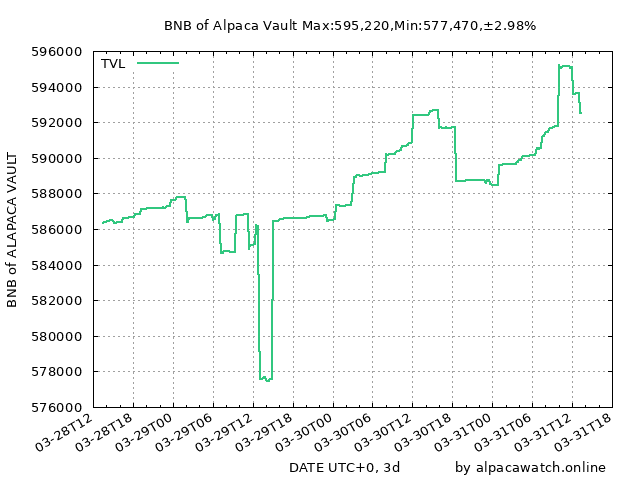 BNB of Alpaca Vault Max:595,220,Min:577,470,±2.98%
596000
TVL
594000
592000
590000
588000
586000
584000
582000
580000
578000
576000
BNB of ALAPACA VAULT
03-28T12
03-28T18
03-29T00
03-29T06
03-29T12
03-29T18
03-30T00
03-30T06
03-30T12
03-30T18
03-31T00
03-31T06
03-31T12
03-31T18
DATE UTC+0, 3d
by alpacawatch.online